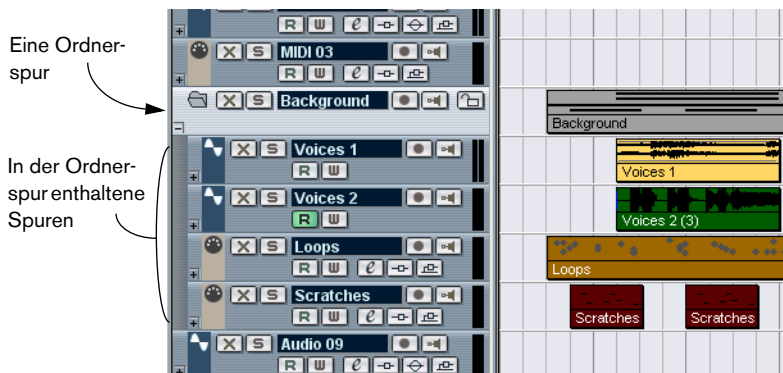 R W e
Eine Ordner-
spur
X S MIDI 03
R W e
X S Background
Background
In der Ordner-
spur enthaltene
Spuren
X S Voices 1
R W
Voices 1
X S Voices 2
R W
Voices 2 (3)
X S Loops
R W e
Loops
X S Scratches
R W e
Scratches Scratches
X S Audio 09
R W e